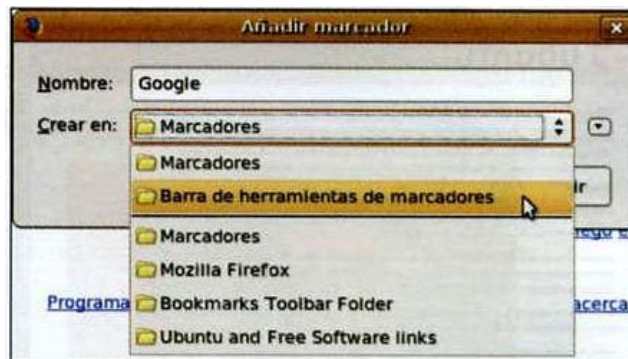 Añadir marcador
Nombre: Google
Crear en: Marcadores
Marcadores
Barra de herramientas de marcadores
Marcadores
Mozilla Firefox
Bookmarks Toolbar Folder
Ubuntu and Free Software links
Programa
acerca